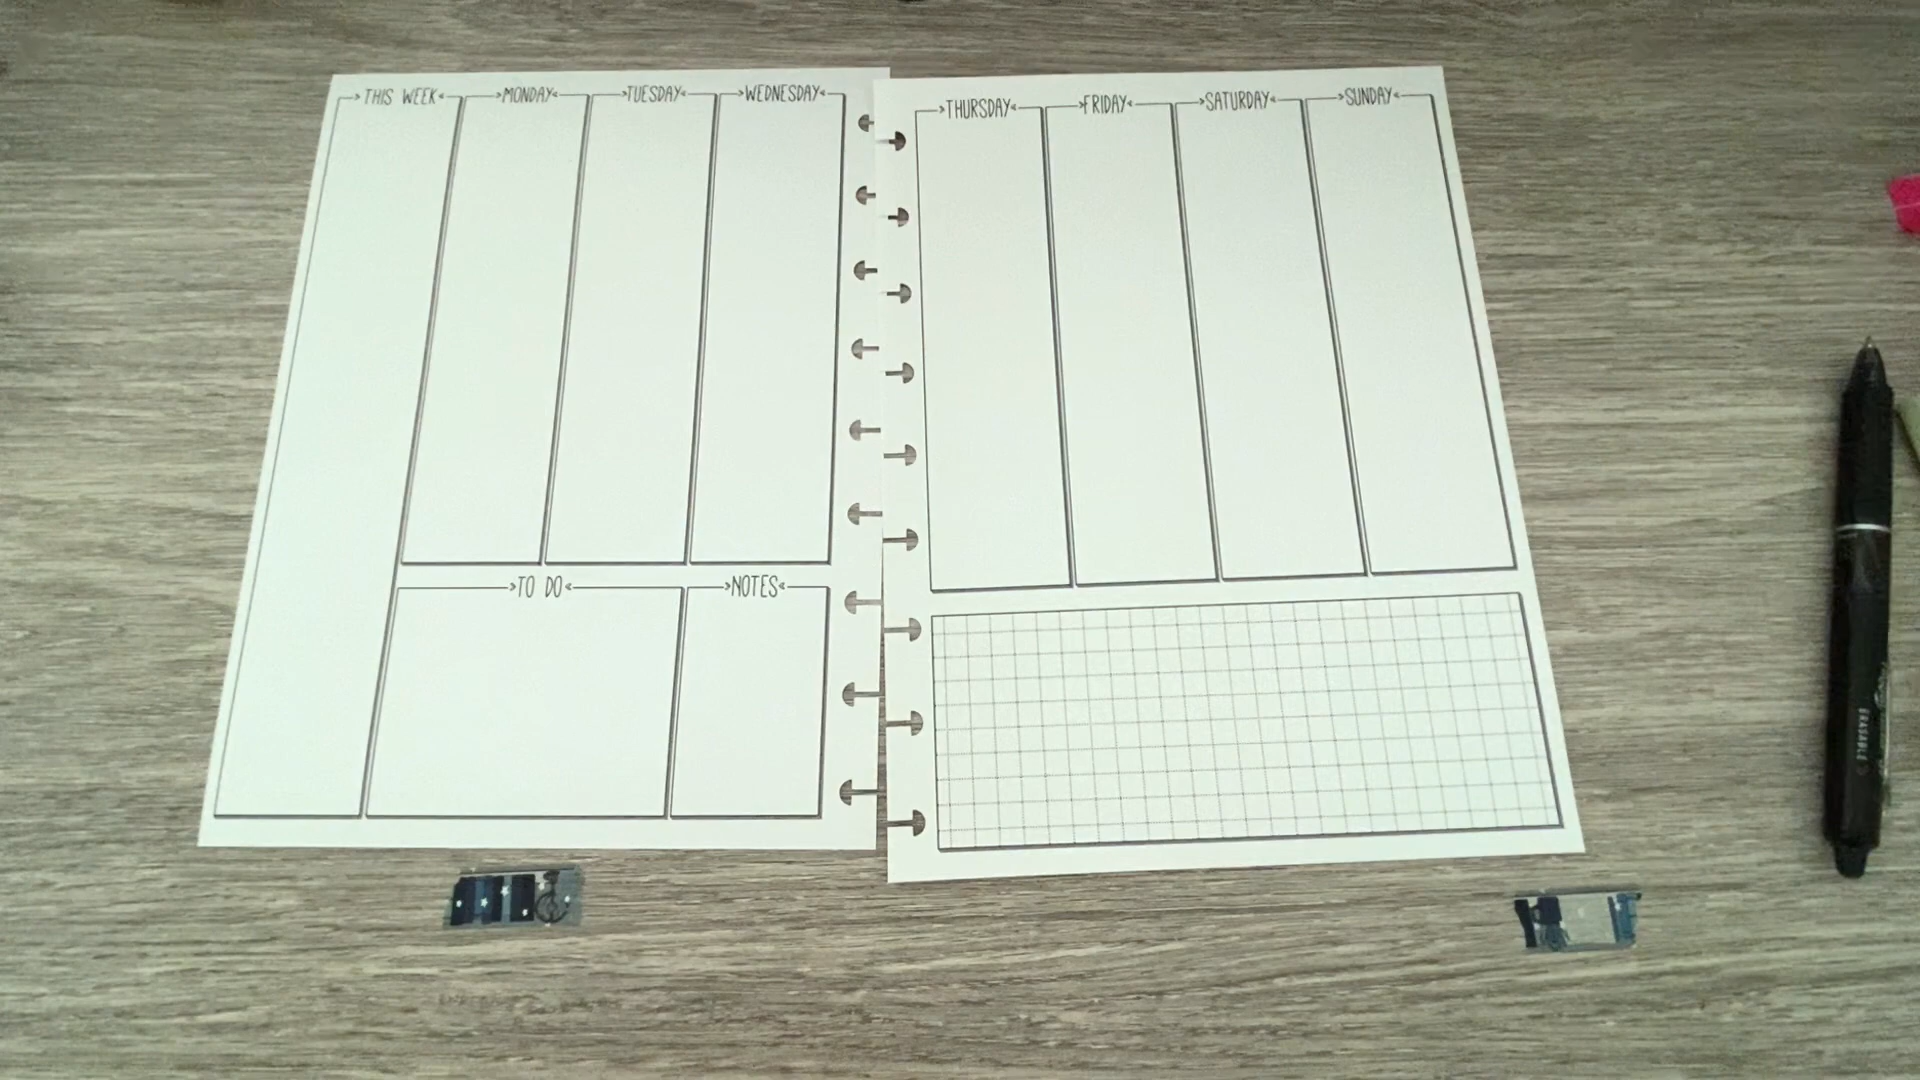 THIS WEEK
MONDAY
TUESDAY
WEDNESDAY
THURSDAY
FRIDAY
SATURDAY
SUNDAY
TO DO
NOTES
ERASABLE